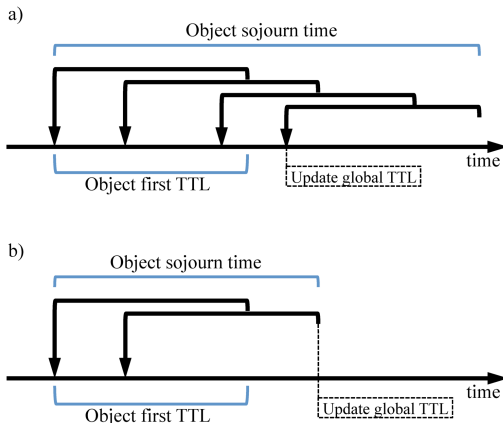 a)
Object sojourn time
time
Object first TTL
Update global TTL
b)
Object sojourn time
time
Object first TTL
Update global TTL